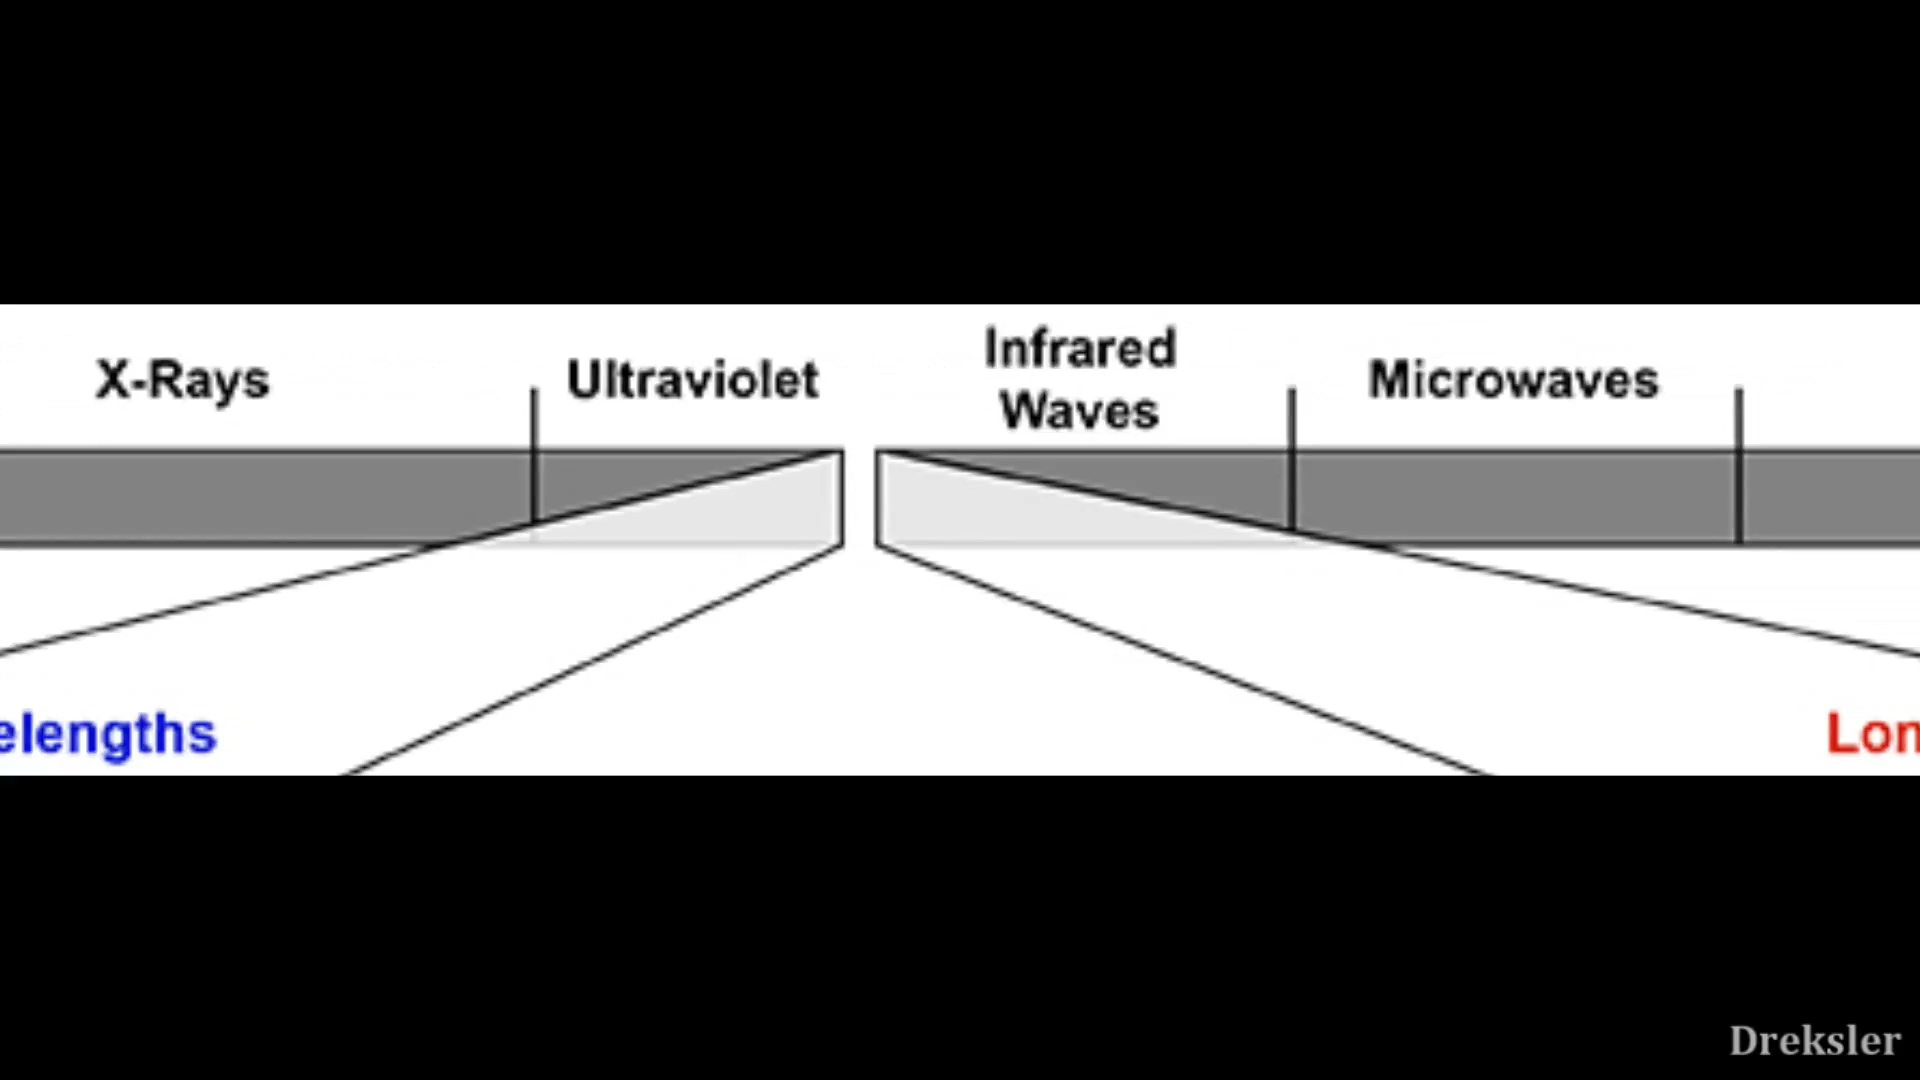 X-Rays
Ultraviolet
Infrared
Waves
Microwaves
elengths
Lon
Dreksler